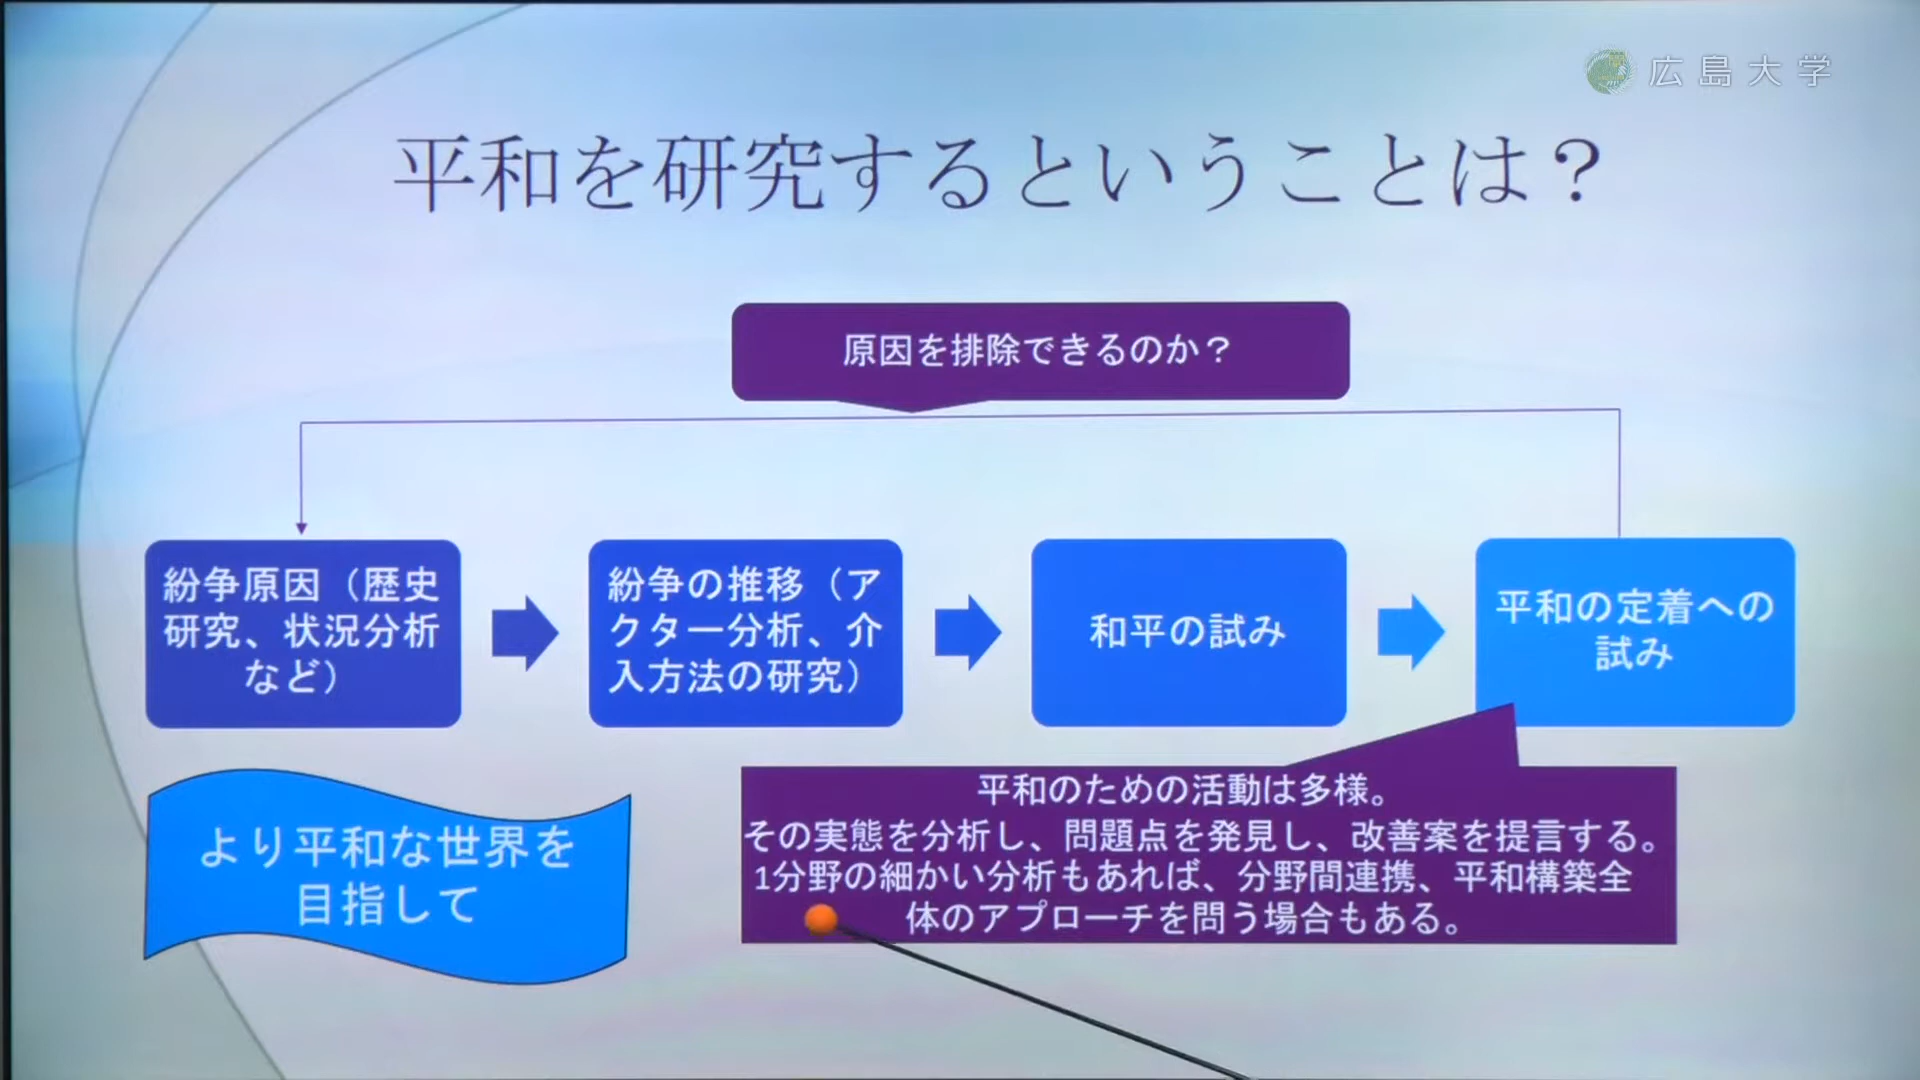 広島大学
平和を研究するということは？
原因を排除できるのか？
紛争原因（歴史
研究、状況分析
など）
紛争の推移（ア
クター分析、介
入方法の研究）
和平の試み
平和の定着への
試み
より平和な世界を
目指して
平和のための活動は多様。
その実態を分析し、問題点を発見し、改善案を提言する。
1分野の細かい分析もあれば、分野間連携、平和構築全
体のアプローチを問う場合もある。